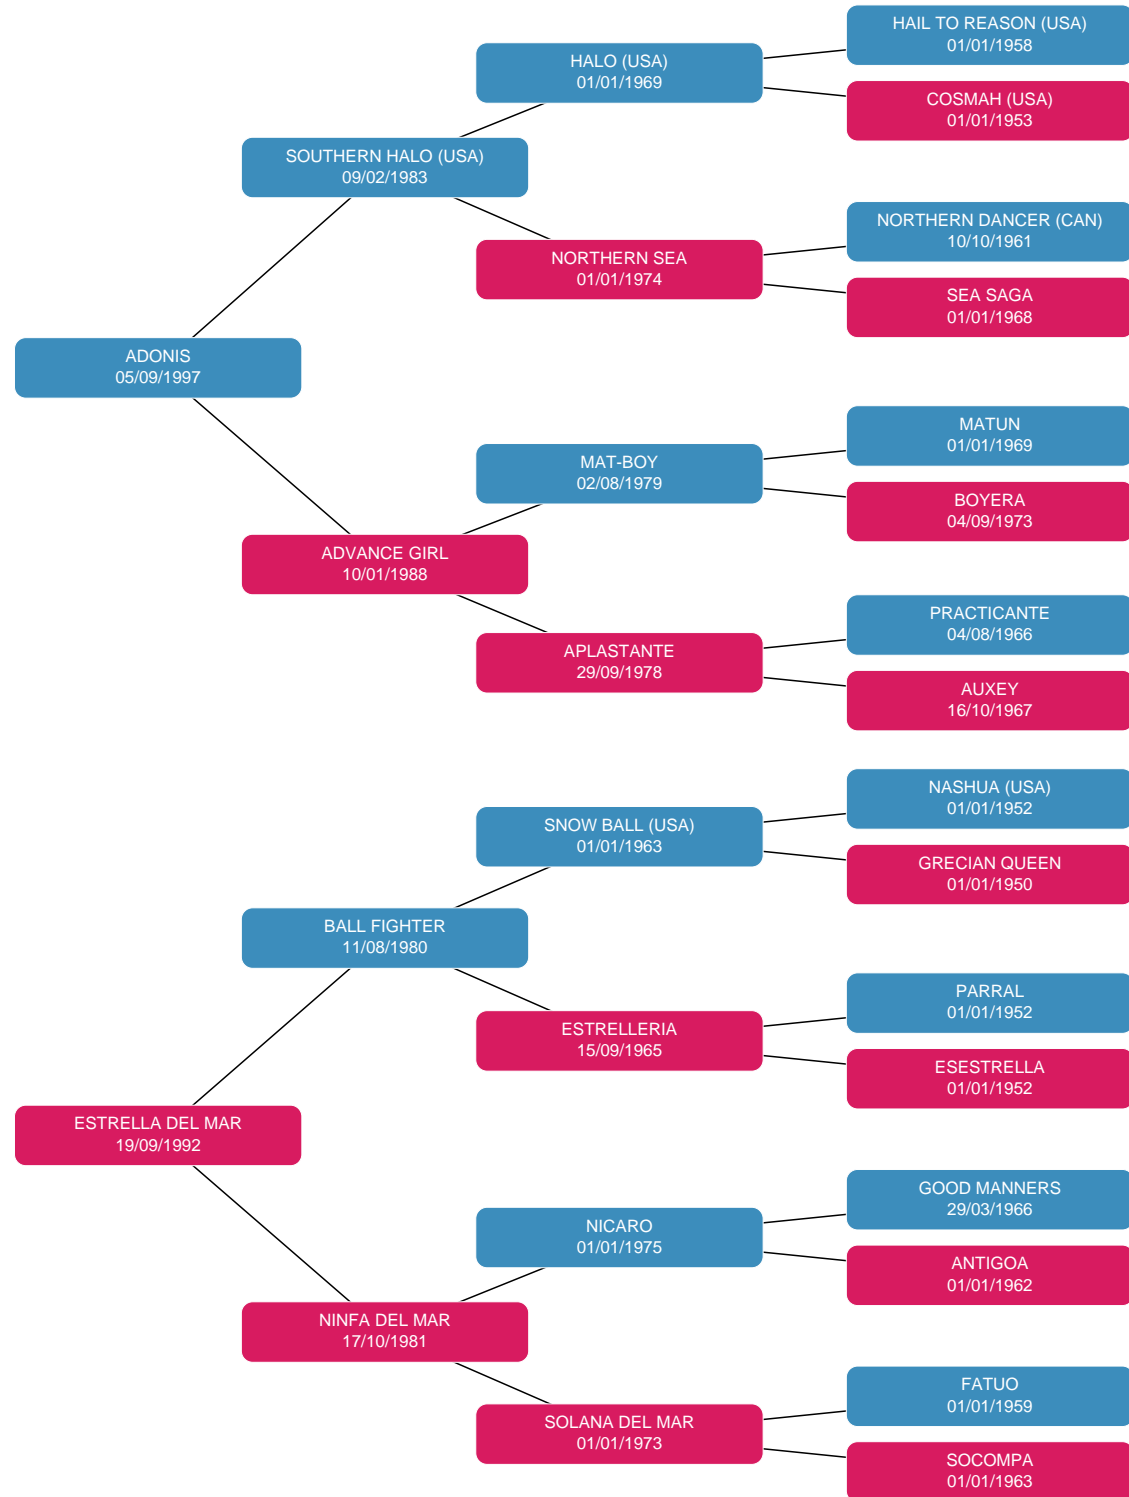 HAIL TO REASON (USA)
01/01/1958
HALO (USA)
01/01/1969
COSMAH (USA)
01/01/1953
SOUTHERN HALO (USA)
09/02/1983
NORTHERN DANCER (CAN)
10/10/1961
NORTHERN SEA
01/01/1974
SEA SAGA
01/01/1968
ADONIS
05/09/1997
MATUN
01/01/1969
MAT-BOY
02/08/1979
BOYERA
04/09/1973
ADVANCE GIRL
10/01/1988
PRACTICANTE
04/08/1966
APLASTANTE
29/09/1978
AUXEY
16/10/1967
NASHUA (USA)
01/01/1952
SNOW BALL (USA)
01/01/1963
GRECIAN QUEEN
01/01/1950
BALL FIGHTER
11/08/1980
PARRAL
01/01/1952
ESTRELLERIA
15/09/1965
ESESTRELLA
01/01/1952
ESTRELLA DEL MAR
19/09/1992
GOOD MANNERS
29/03/1966
NICARO
01/01/1975
ANTIGOA
01/01/1962
NINFA DEL MAR
17/10/1981
FATUO
01/01/1959
SOLANA DEL MAR
01/01/1973
SOCOMPA
01/01/1963